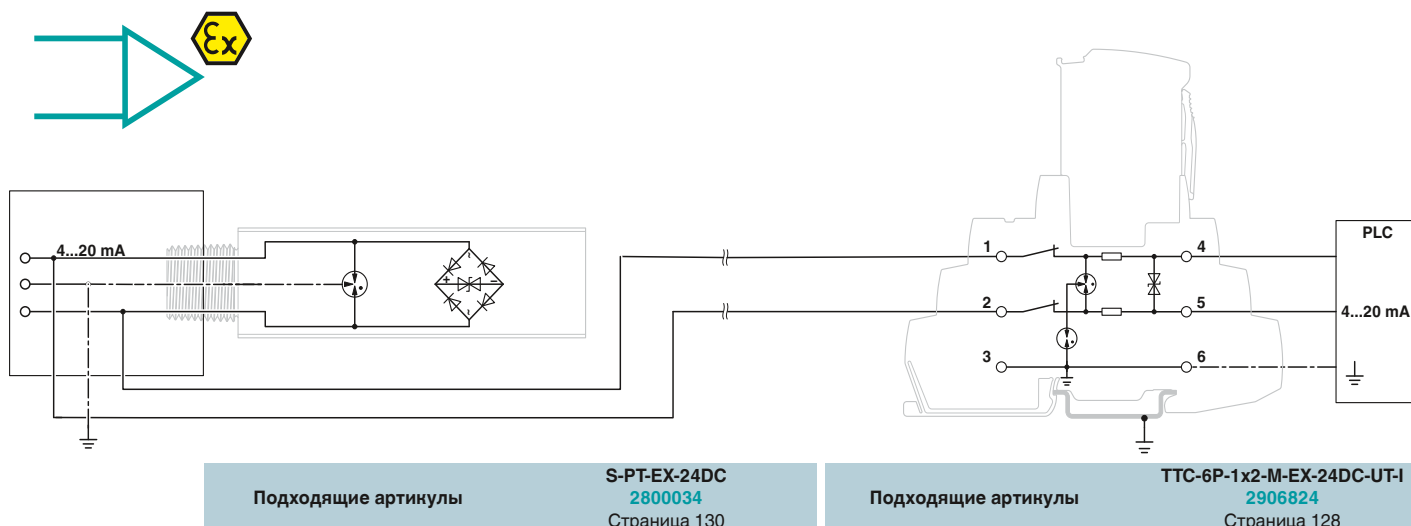 Ex
4...20 mA
1
4
PLC
2
5
4...20 mA
3
6
Подходящие артикулы
S-PT-EX-24DC
2800034
Страница 130
Подходящие артикулы
TTC-6P-1x2-M-EX-24DC-UT-I
2906824
Страница 128